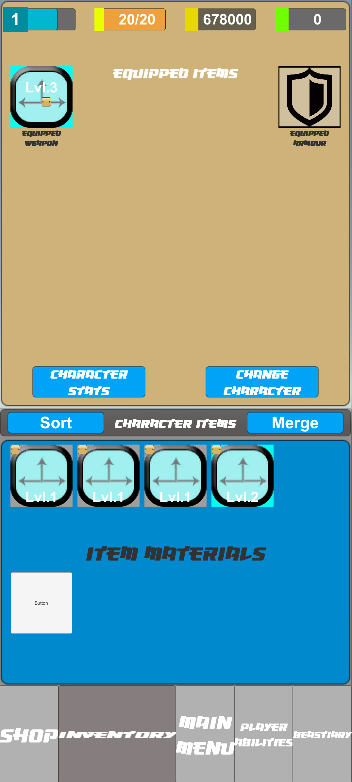 1
20/20
678000
0
EQUIPPED ITEMS
Lvl.3
EQUIPPED
WEAPON
EQUIPPED
ARMOUR
CHARACTER
STATS
CHANGE
CHARACTER
Sort
CHARACTER ITEMS
Merge
Lvl.1
Lvl.1
Lvl.1
Lvl.2
ITEM MATERIALS
Button
SHOP
INVENTORY
MAIN
MENU
PLAYER
ABILITIES
BEASTIARY